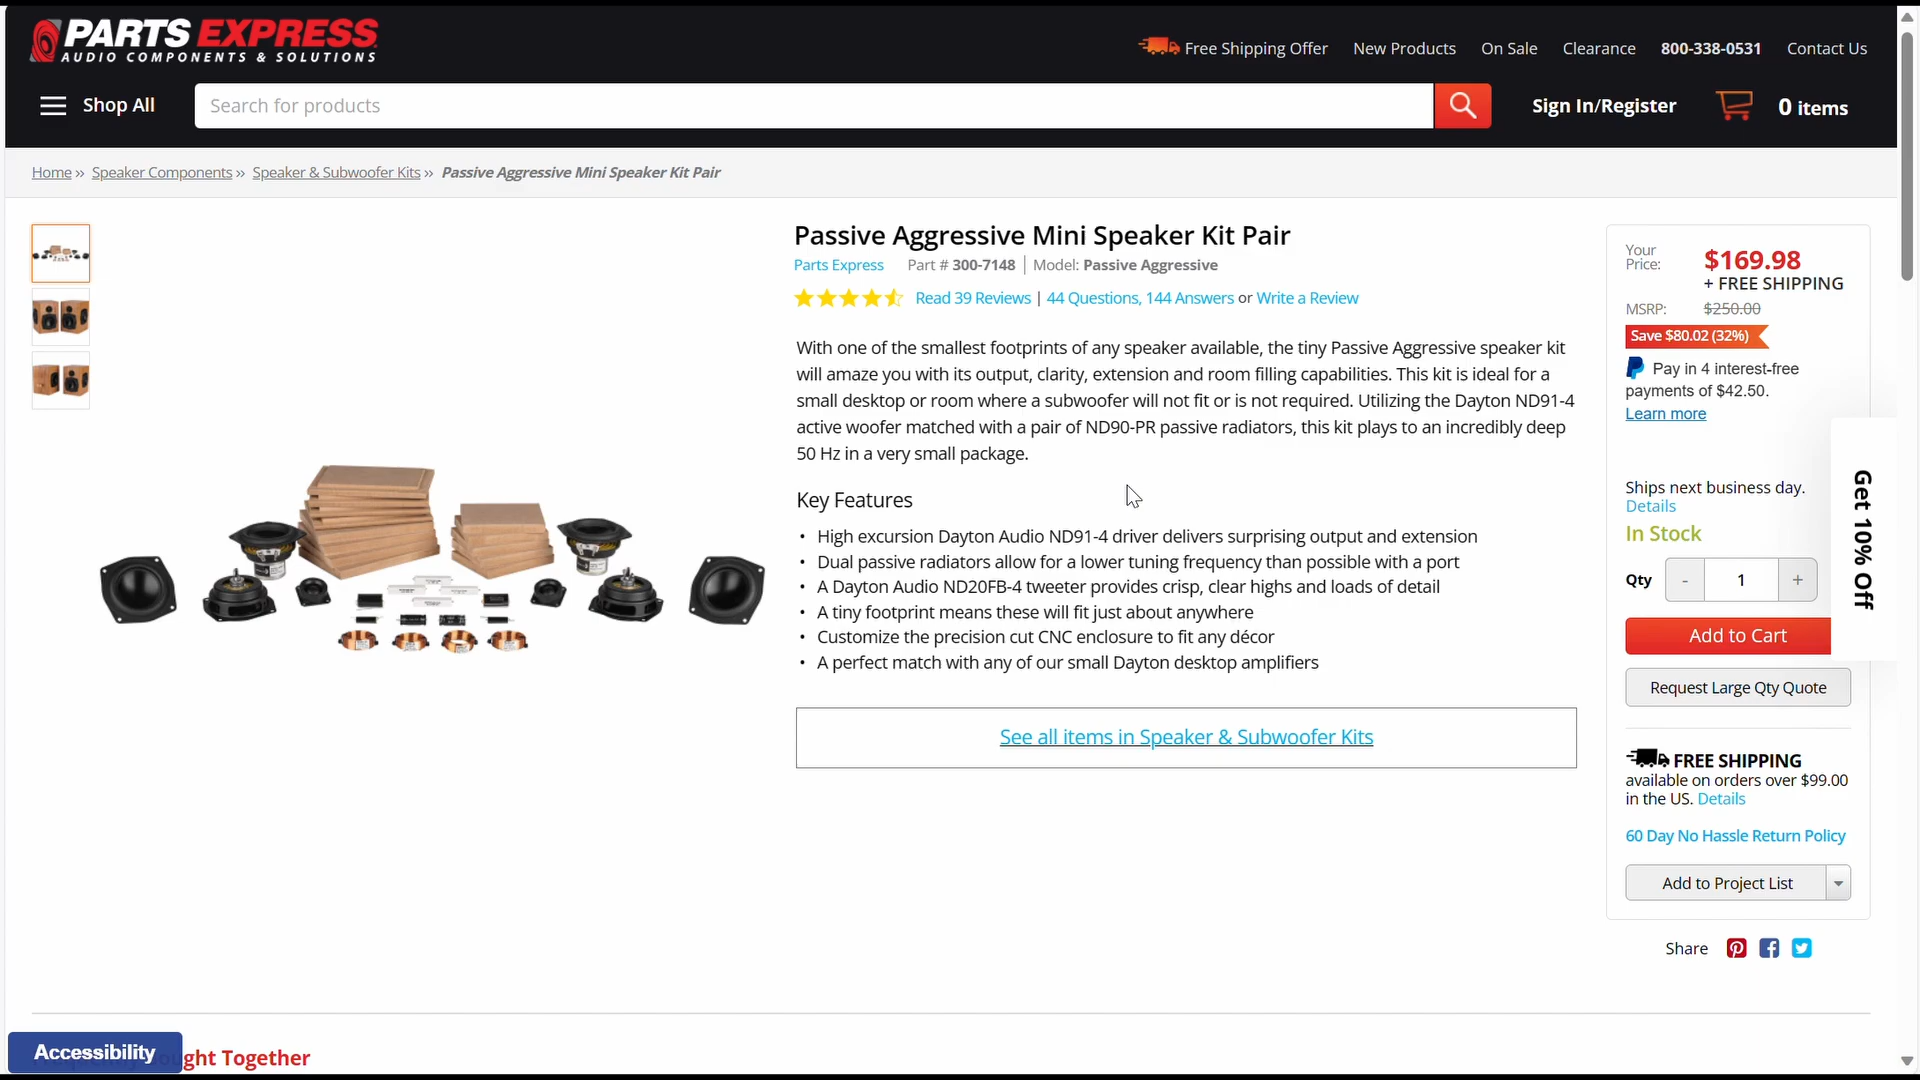 PARTS EXPRESS
AUDIO COMPONENTS & SOLUTIONS
Free Shipping Offer
New Products
On Sale
Clearance
800-338-0531
Contact Us
Shop All
Search for products
Sign In/Register
0 items
Home » Speaker Components » Speaker & Subwoofer Kits » Passive Aggressive Mini Speaker Kit Pair
Passive Aggressive Mini Speaker Kit Pair
Parts Express Part # 300-7148 | Model: Passive Aggressive
Read 39 Reviews | 44 Questions, 144 Answers or Write a Review
With one of the smallest footprints of any speaker available, the tiny Passive Aggressive speaker kit
will amaze you with its output, clarity, extension and room filling capabilities. This kit is ideal for a
small desktop or room where a subwoofer will not fit or is not required. Utilizing the Dayton ND91-4
active woofer matched with a pair of ND90-PR passive radiators, this kit plays to an incredibly deep
50 Hz in a very small package.
Key Features
• High excursion Dayton Audio ND91-4 driver delivers surprising output and extension
• Dual passive radiators allow for a lower tuning frequency than possible with a port
• A Dayton Audio ND20FB-4 tweeter provides crisp, clear highs and loads of detail
• A tiny footprint means these will fit just about anywhere
• Customize the precision cut CNC enclosure to fit any décor
• A perfect match with any of our small Dayton desktop amplifiers
See all items in Speaker & Subwoofer Kits
Your
Price:
$169.98
+ FREE SHIPPING
MSRP: $250.00
Save $80.02 (32%)
Pay in 4 interest-free
payments of $42.50.
Learn more
Ships next business day.
Details
In Stock
Qty - 1 +
Add to Cart
Request Large Qty Quote
FREE SHIPPING
available on orders over $99.00
in the US. Details
60 Day No Hassle Return Policy
Add to Project List
Share
Get 10% Off
Accessibility
ght Together